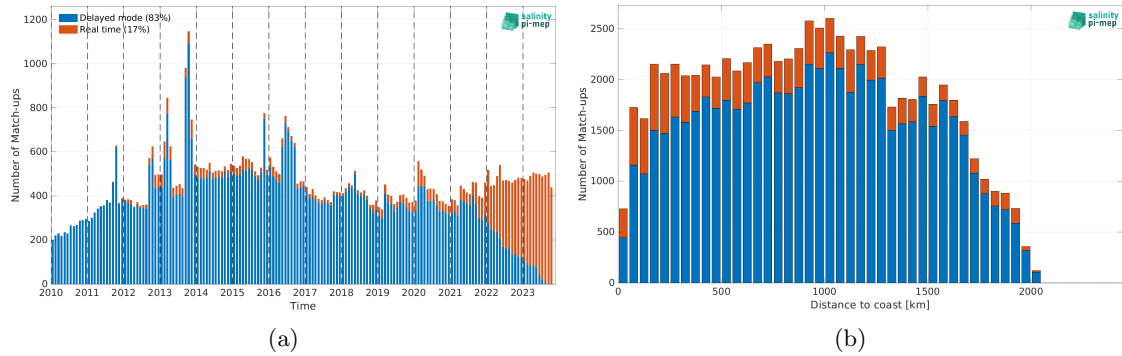 1200
1000
800
600
400
200
0
Number of Match-ups
Delayed mode (83%)
Real time (17%)
salinity
pi-mep
2010 2011 2012 2013 2014 2015 2016 2017 2018 2019 2020 2021 2022 2023
Time
(a)
2500
2000
1500
1000
500
0
Number of Match-ups
salinity
pi-mep
0 500 1000 1500 2000
Distance to coast [km]
(b)